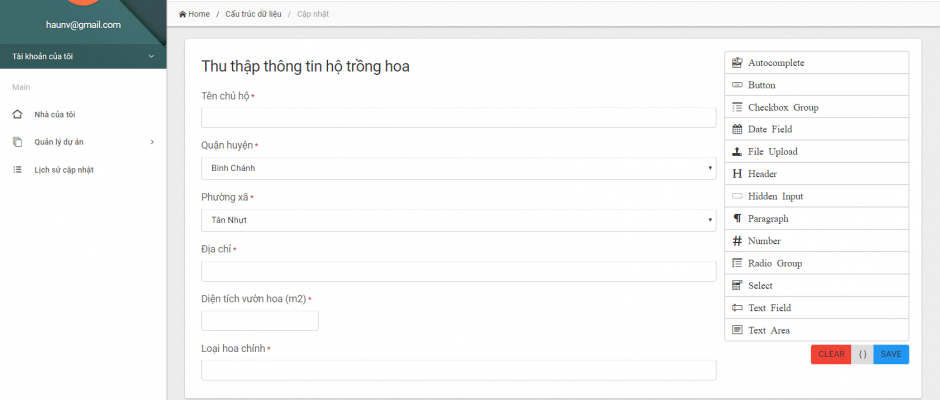 haunv@gmail.com
Tài khoản của tôi
Main
Nhà của tôi
Quản lý dự án
Lịch sử cập nhật
Home / Cấu trúc dữ liệu / Cập nhật
Thu thập thông tin hộ trồng hoa
Tên chủ hộ *
Quận huyện *
Bình Chánh
Phường xã *
Tân Nhựt
Địa chỉ *
Diện tích vườn hoa (m2) *
Loại hoa chính *
Autocomplete
Button
Checkbox Group
Date Field
File Upload
Header
Hidden Input
Paragraph
Number
Radio Group
Select
Text Field
Text Area
CLEAR { } SAVE